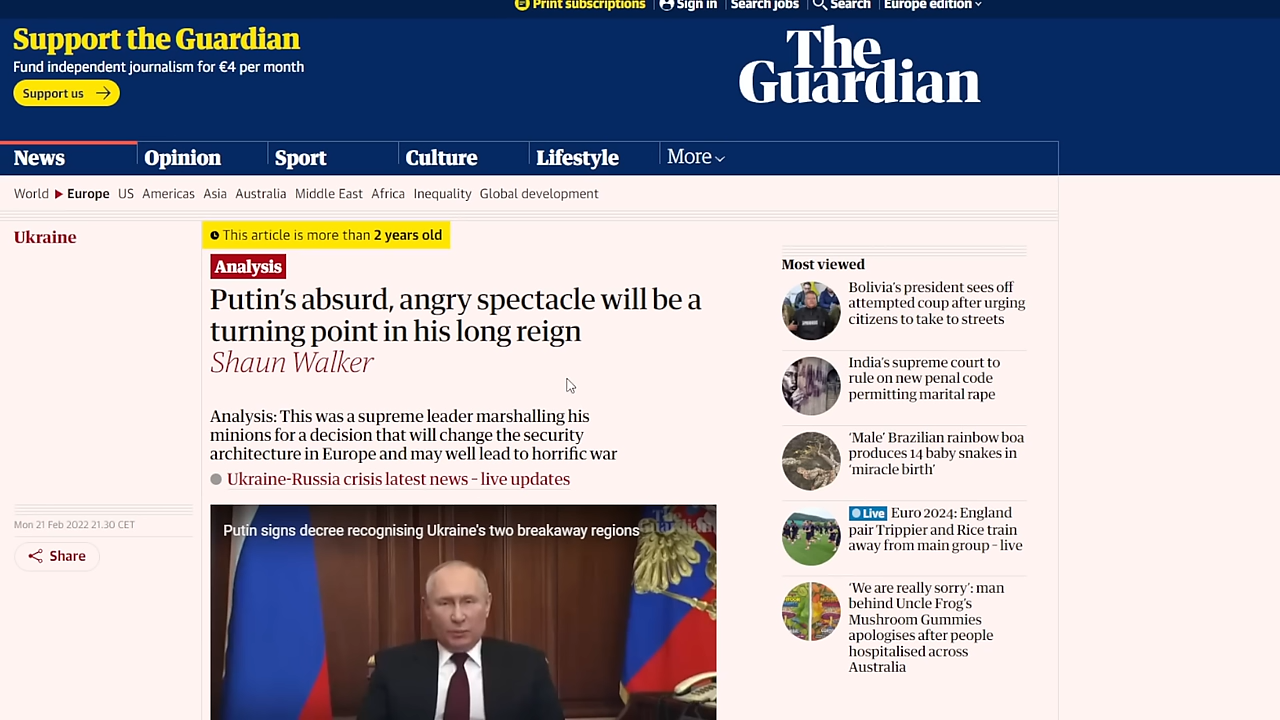 Print subscriptions
Sign in
Search jobs
Search
Europe edition
Support the Guardian
Fund independent journalism for €4 per month
Support us
The
Guardian
News
Opinion
Sport
Culture
Lifestyle
More
World
Europe
US
Americas
Asia
Australia
Middle East
Africa
Inequality
Global development
Ukraine
This article is more than 2 years old
Analysis
Putin's absurd, angry spectacle will be a
turning point in his long reign
Shaun Walker
Analysis: This was a supreme leader marshalling his
minions for a decision that will change the security
architecture in Europe and may well lead to horrific war
Ukraine-Russia crisis latest news – live updates
Mon 21 Feb 2022 21.30 CET
Share
Putin signs decree recognising Ukraine's two breakaway regions
The
Guardian
Most viewed
Bolivia's president sees off
attempted coup after urging
citizens to take to streets
India's supreme court to
rule on new penal code
permitting marital rape
‘Male’ Brazilian rainbow boa
produces 14 baby snakes in
‘miracle birth’
Live Euro 2024: England
pair Trippier and Rice train
away from main group – live
‘We are really sorry’: man
behind Uncle Frog's
Mushroom Gummies
apologises after people
hospitalised across
Australia